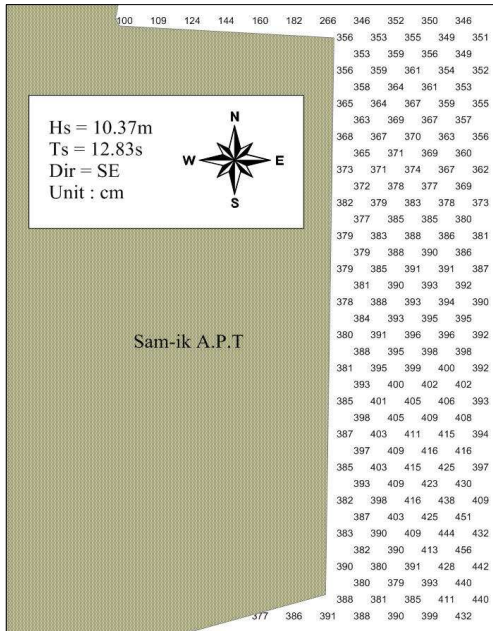 100 109 124 144 160 182 266 346 352 350 346
356 353 355 349 351
353 359 356 349
356 359 361 354 352
358 364 361 353
365 364 367 359 355
363 369 367 357
Hs = 10.37m
N
368 367 370 363 356
Ts = 12.83s
365 371 369 360
Dir = SE
W E
373 371 374 367 362
Unit : cm
372 378 377 369
S
382 379 383 378 373
377 385 385 380
379 383 388 386 381
379 388 390 386
379 385 391 391 387
381 390 393 392
378 388 393 394 390
384 393 395 395
Sam-ik A.P.T
380 391 396 396 392
388 395 398 398
381 395 399 400 392
393 400 402 402
385 401 405 406 393
398 405 409 408
387 403 411 415 394
397 409 416 416
385 403 415 425 397
393 409 423 430
382 398 416 438 409
387 403 425 451
383 390 409 444 432
382 390 413 456
390 380 391 428 442
380 379 393 440
388 381 385 411 440
377 386 391 388 390 399 432